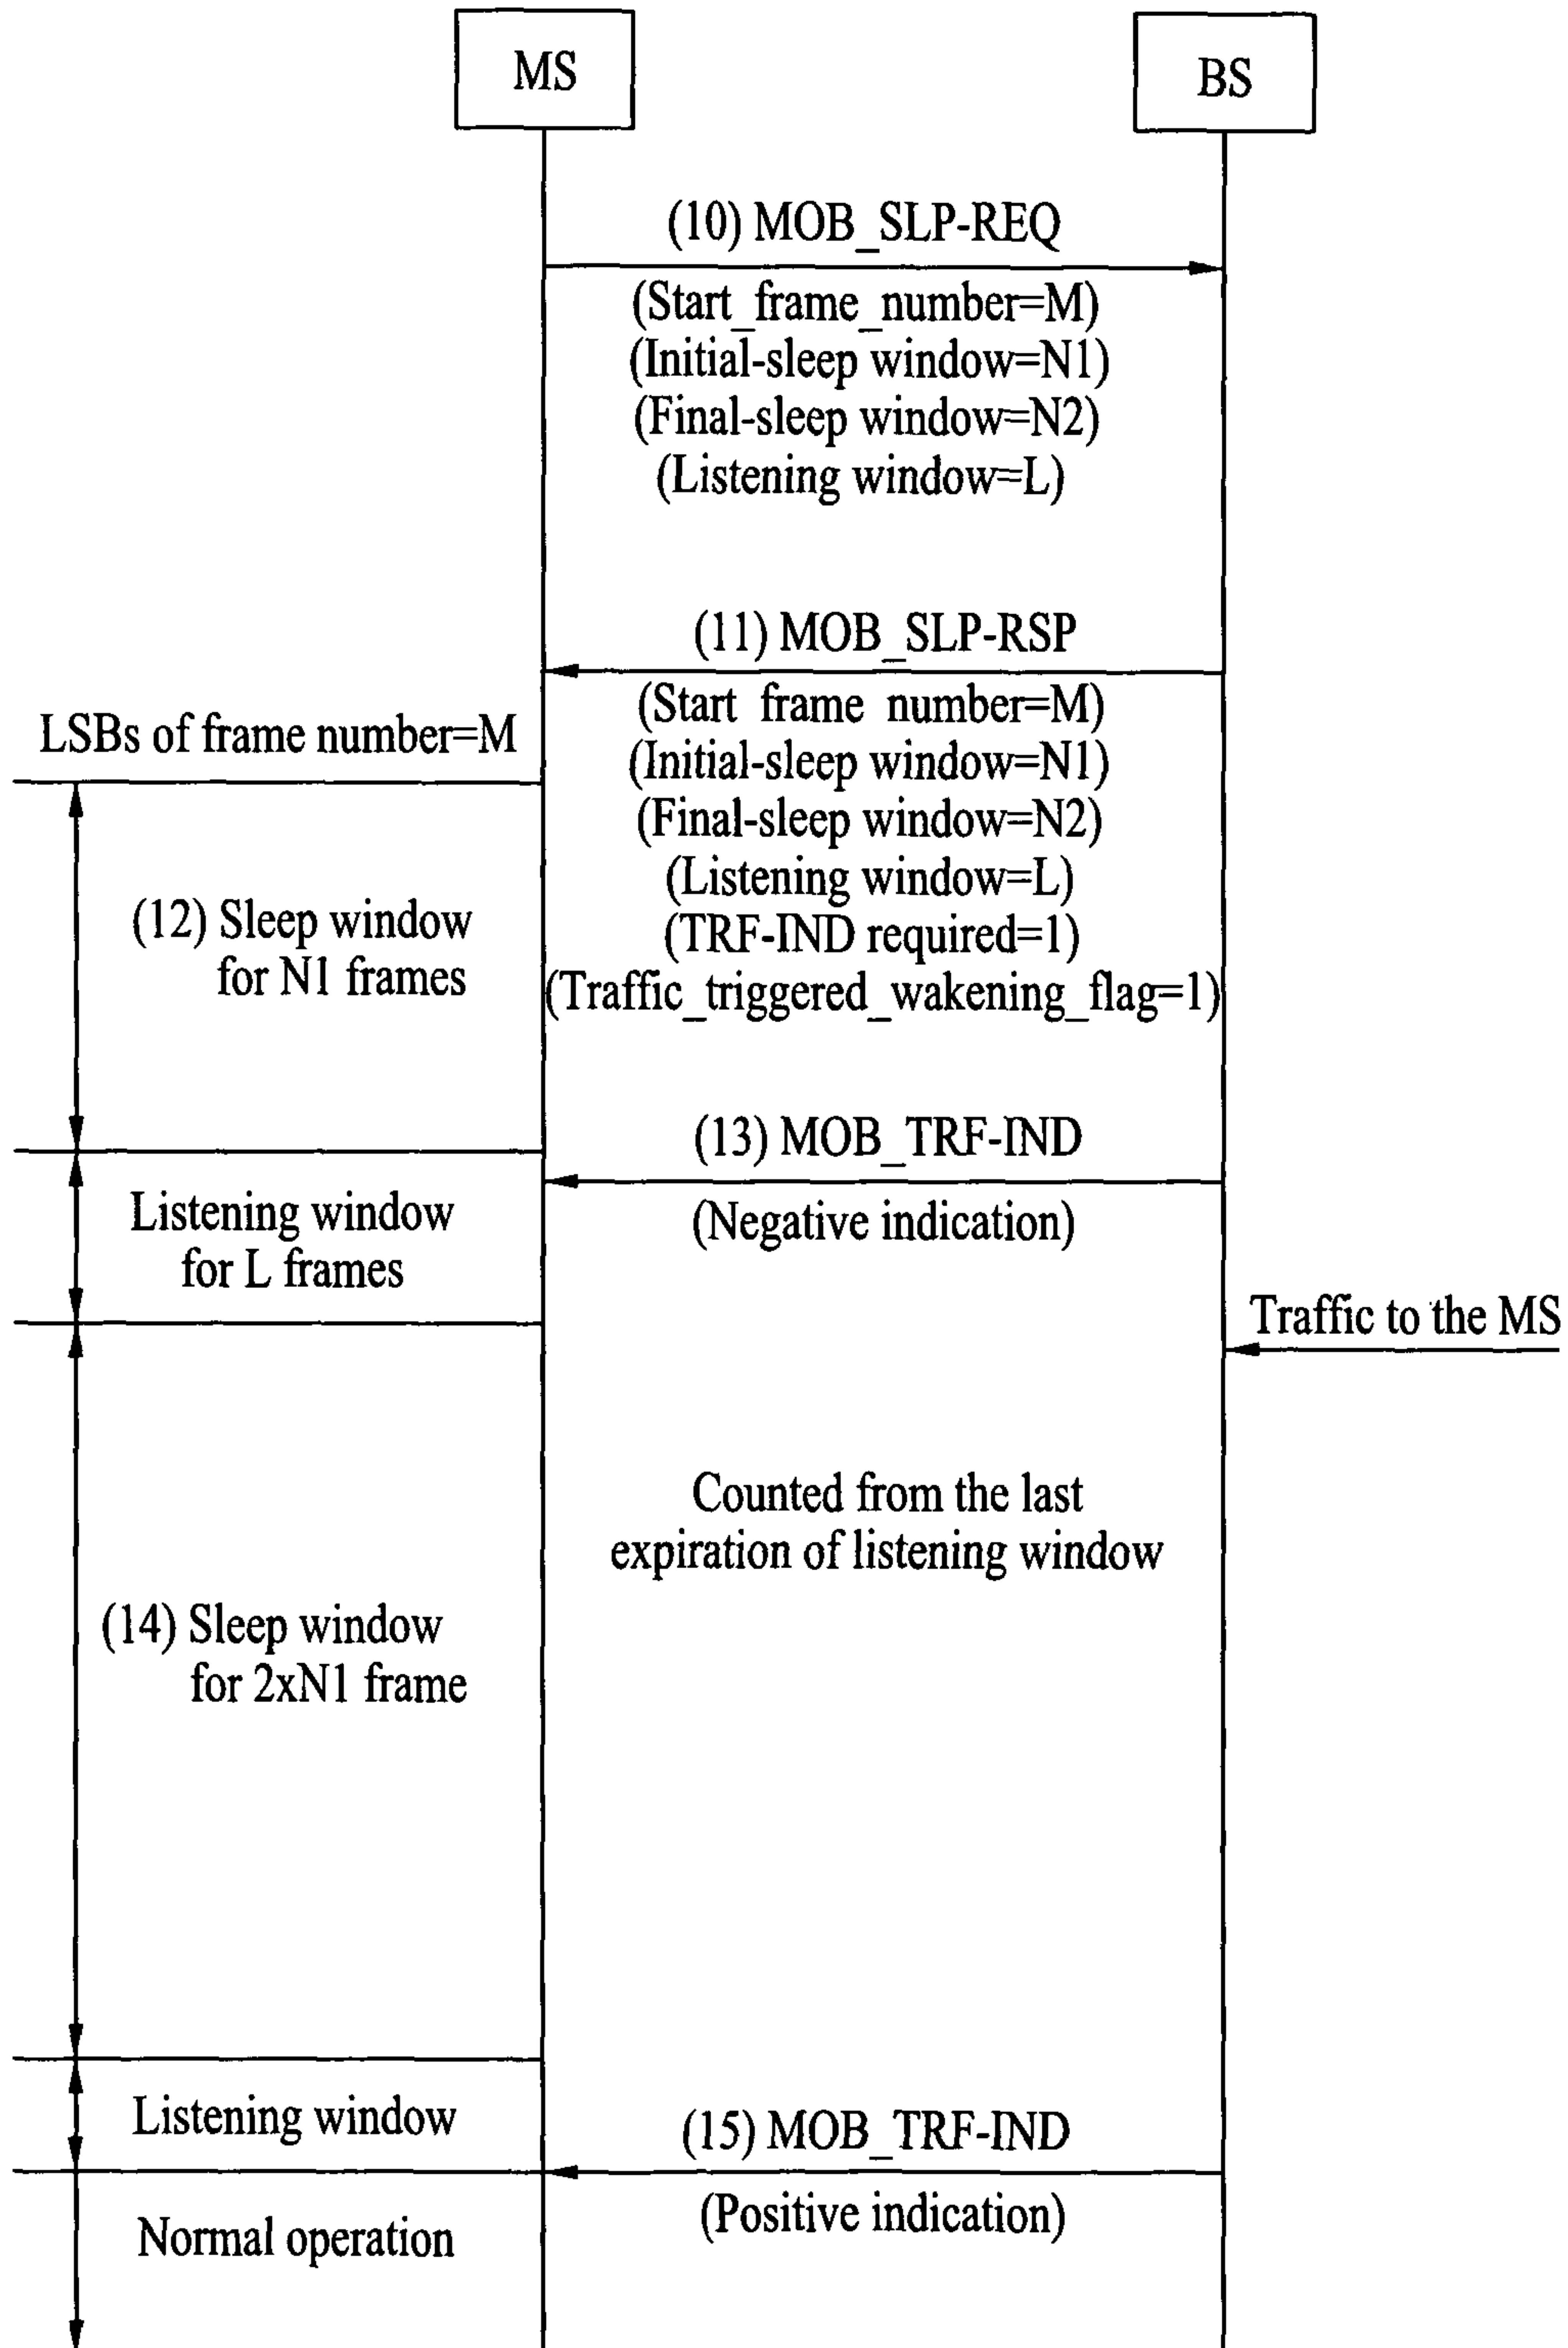 MS
BS
(10) MOB_SLP-REQ
(Start_frame_number=M)
(Initial-sleep window=N1)
(Final-sleep window=N2)
(Listening window=L)
(11) MOB_SLP-RSP
(Start frame number=M)
(Initial-sleep window=N1)
(Final-sleep window=N2)
(Listening window=L)
(TRF-IND required=1)
(Traffic_triggered_wakening_flag=1)
LSBs of frame number=M
(12) Sleep window
for N1 frames
(13) MOB_TRF-IND
(Negative indication)
Listening window
for L frames
Traffic to the MS
Counted from the last
expiration of listening window
(14) Sleep window
for 2xN1 frame
Listening window
(15) MOB_TRF-IND
(Positive indication)
Normal operation